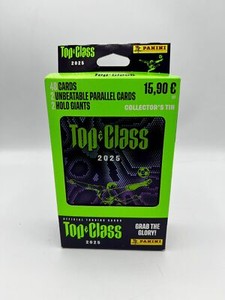 Top Class
2025
PANINI
CARDS
UNBEATABLE PARALLEL CARDS
HOLO GIANTS
15,90 €
COLLECTOR'S TIN
Top Class
2025
OFFICIAL TRADING CARDS
Top Class
2025
GRAB THE
GLORY!
PANINI